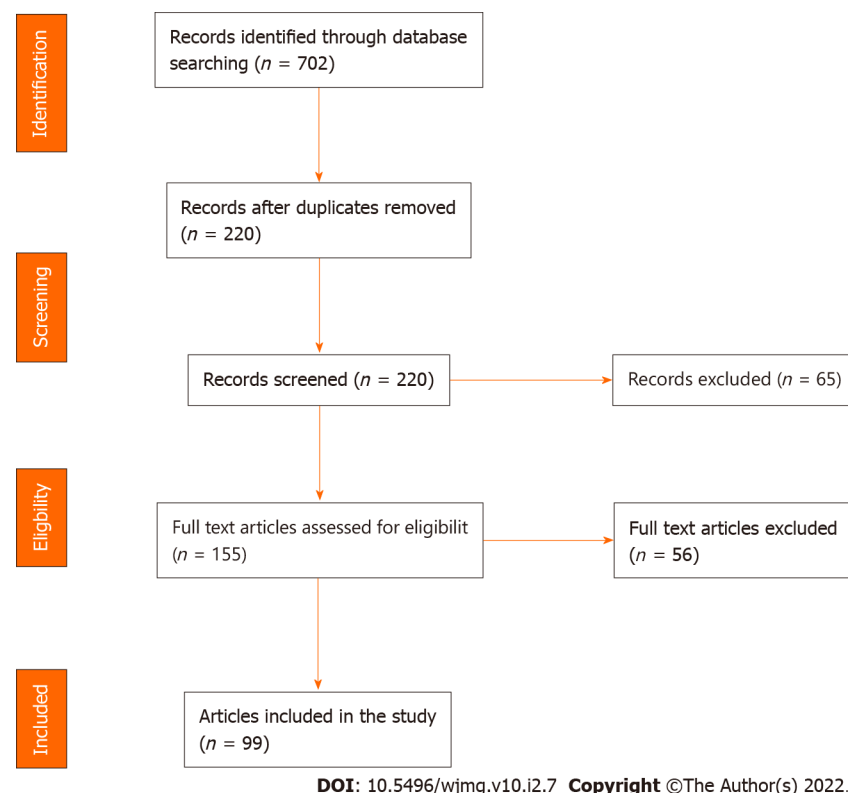 Identification
Records identified through database
searching (n = 702)
Records after duplicates removed
(n = 220)
Screening
Records screened (n = 220)
Records excluded (n = 65)
Eligbility
Full text articles assessed for eligibilit
(n = 155)
Full text articles excluded
(n = 56)
Included
Articles included in the study
(n = 99)
DOI: 10.5496/wjmg.v10.i2.7 Copyright ©The Author(s) 2022.